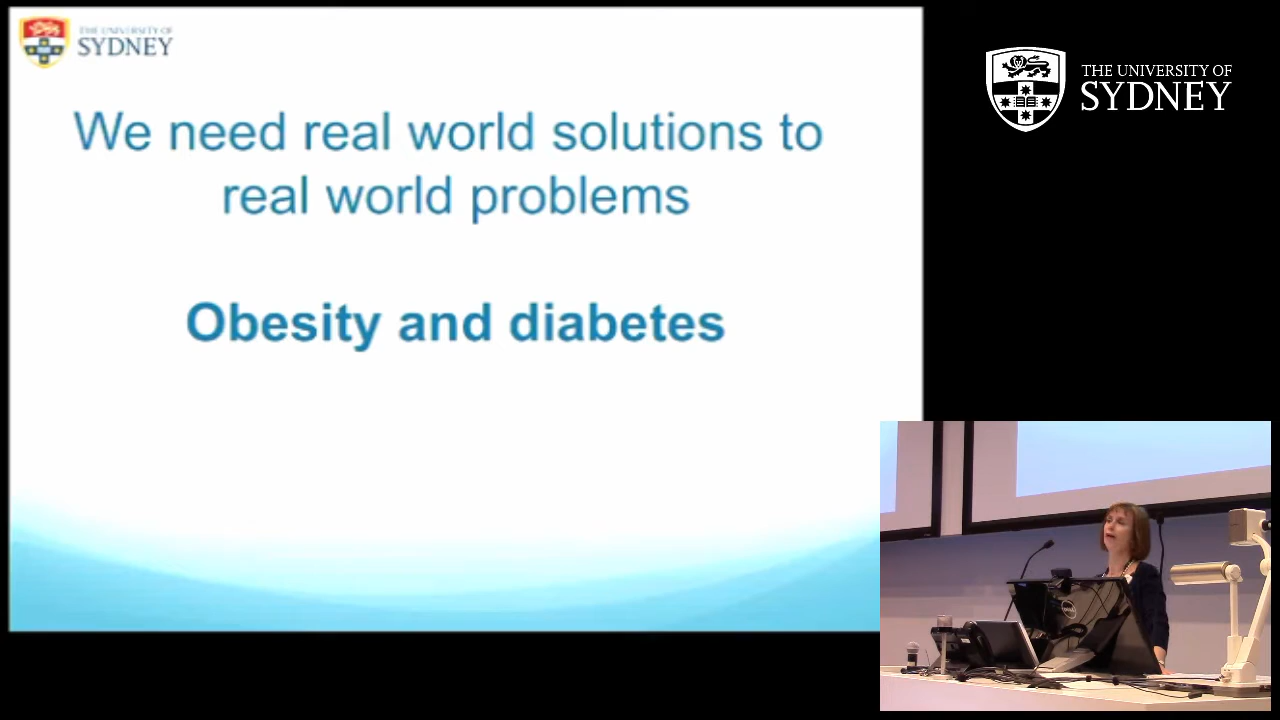 THE UNIVERSITY OF
SYDNEY
We need real world solutions to
real world problems
Obesity and diabetes
THE UNIVERSITY OF
SYDNEY
DELL